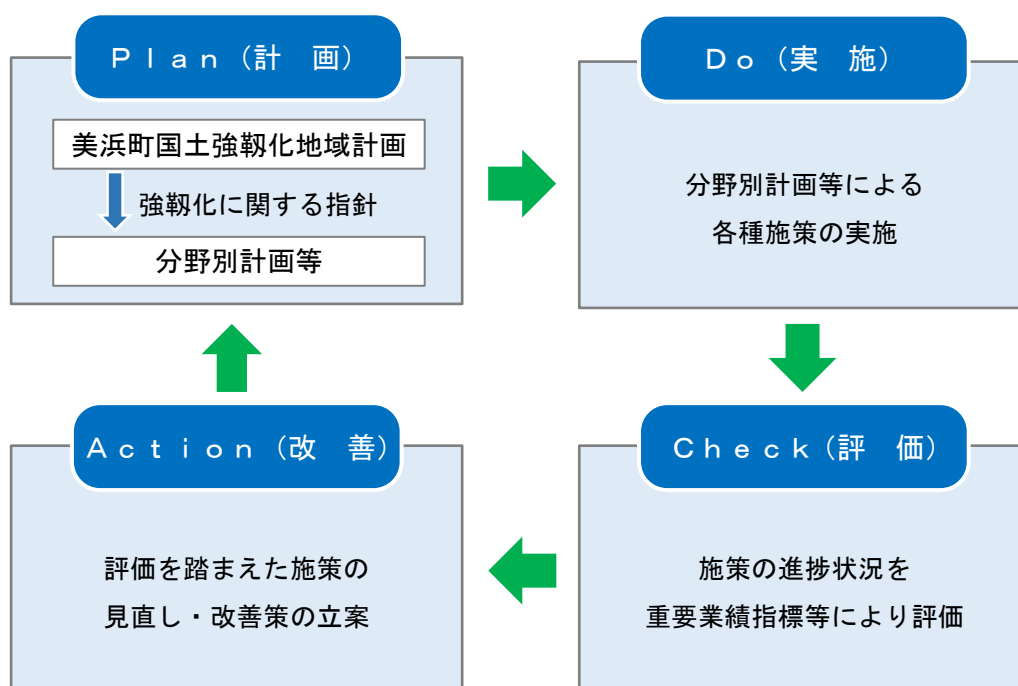 Ｐｌａｎ（計　画）
美浜町国土強靱化地域計画
強靱化に関する指針
分野別計画等
Ｄｏ（実　施）
分野別計画等による
各種施策の実施
Ｃｈｅｃｋ（評　価）
施策の進捗状況を
重要業績指標等により評価
Ａｃｔｉｏｎ（改　善）
評価を踏まえた施策の
見直し・改善策の立案